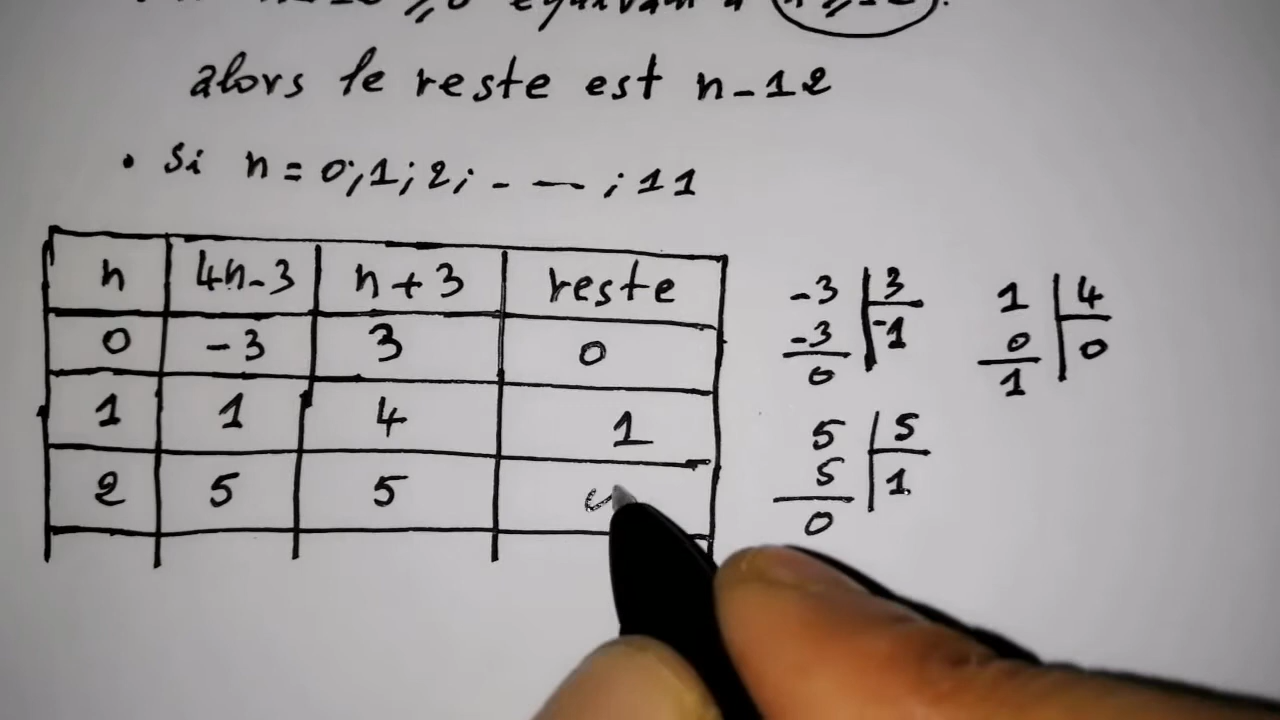 alors le reste est n-12
• Si n = 0; 1; 2; - — ; 11
n 4n-3 n+3 reste
0 -3 3 0
1 1 4 1
2 5 5
-3 3
-3 -1
0
1 4
0 0
1
5 5
5 1
0